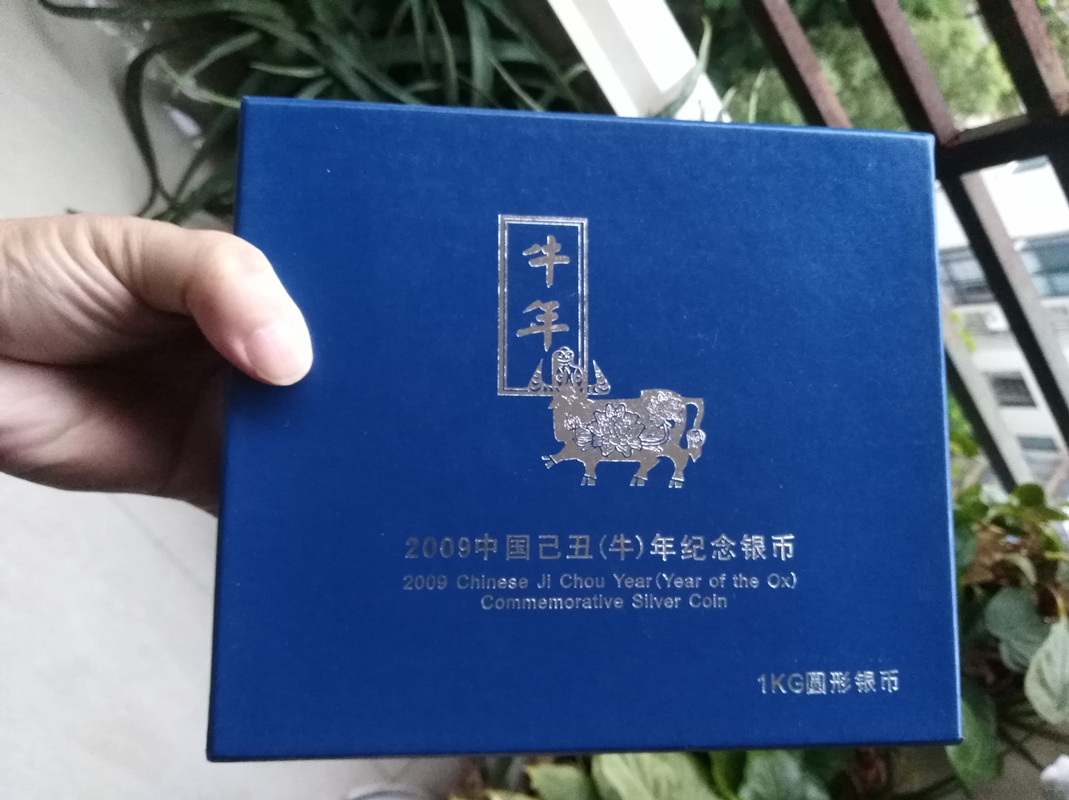 牛年
2009中国己丑(牛)年纪念银币
2009 Chinese Ji Chou Year(Year of the Ox)
Commemorative Silver Coin
1KG圆形银币